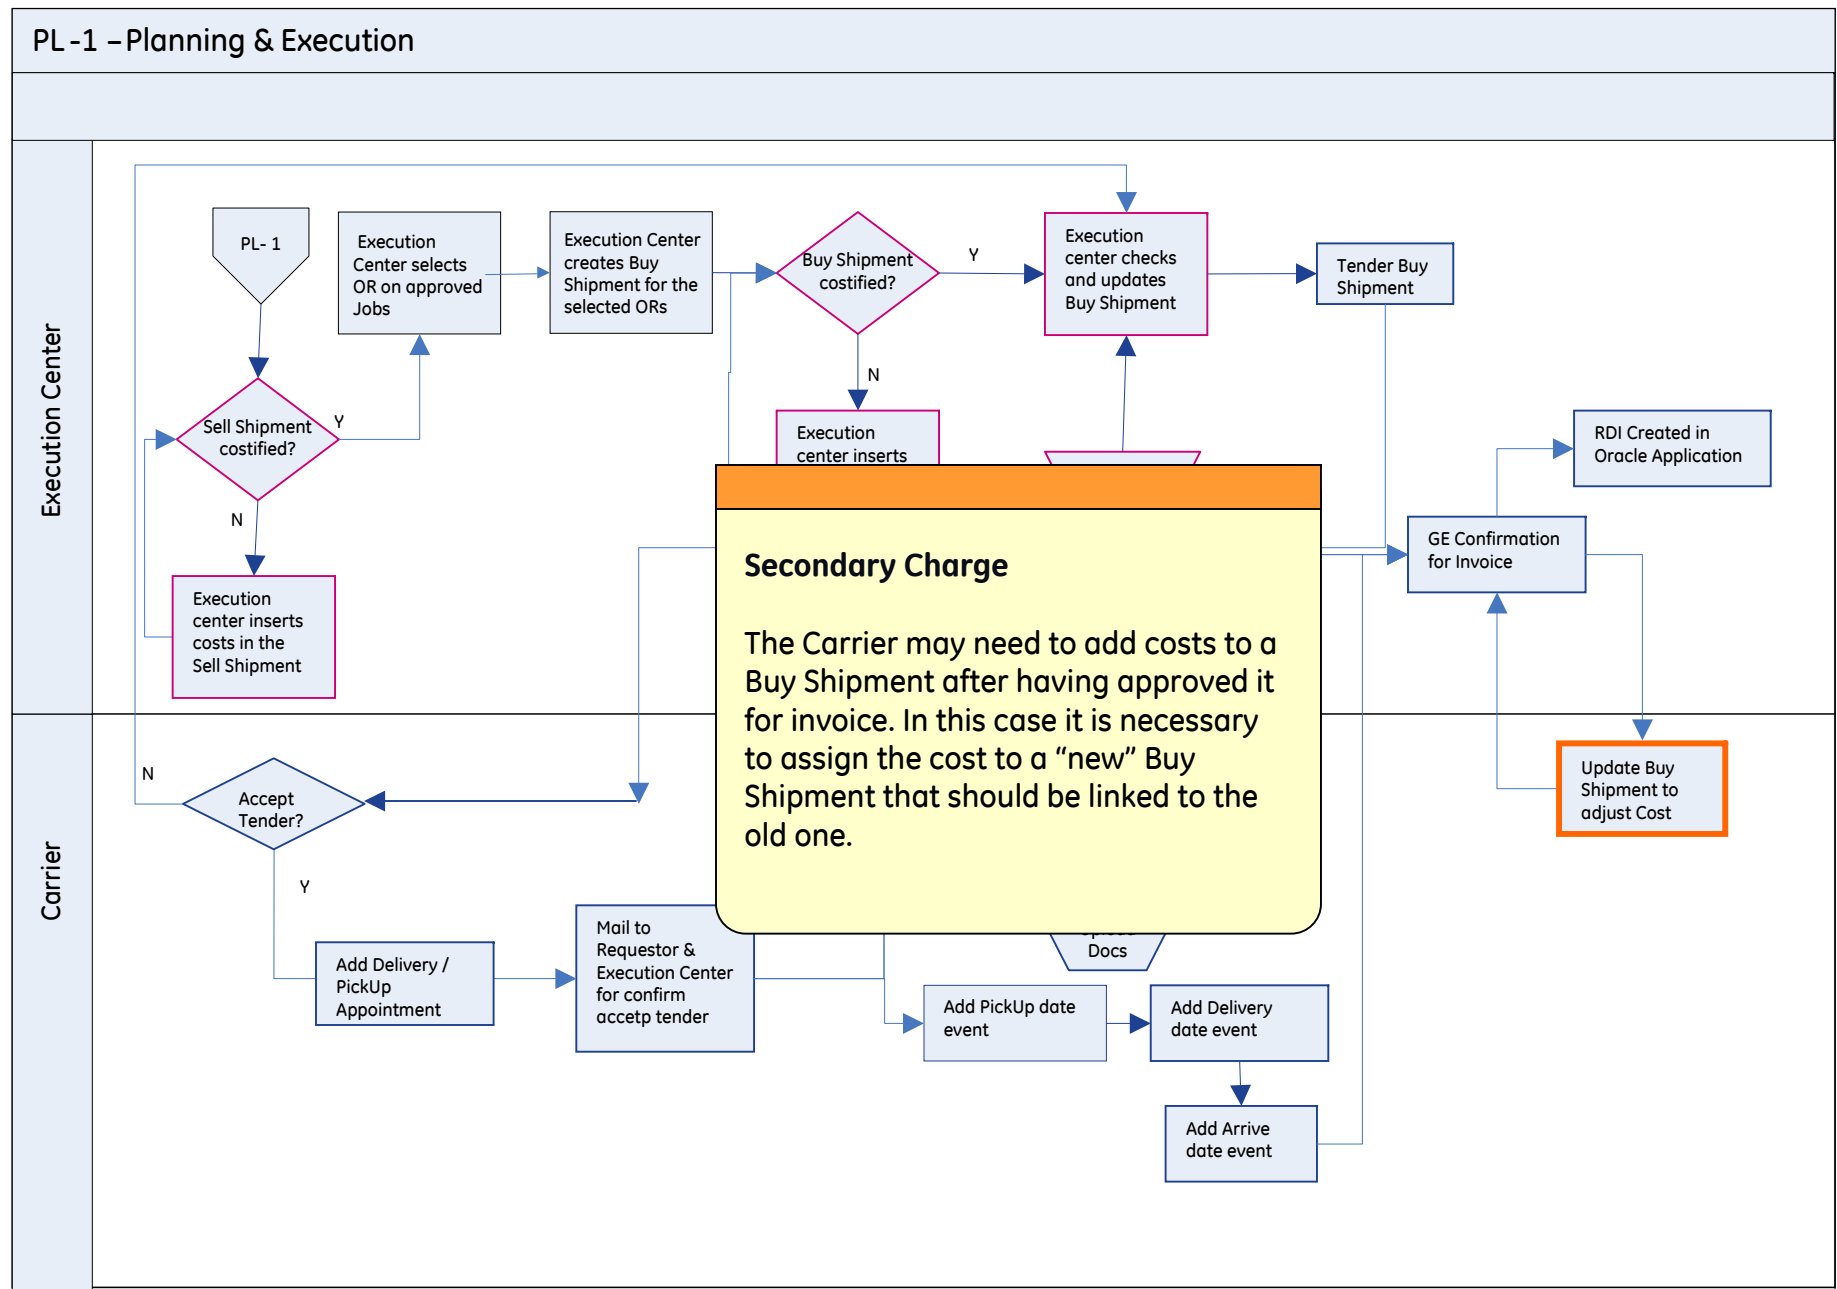 PL-1 –Planning & Execution
Execution Center
PL- 1
Execution
Center selects
OR on approved
Jobs
Execution Center
creates Buy
Shipment for the
selected ORs
Buy Shipment
costified?
Y
Execution
center checks
and updates
Buy Shipment
Tender Buy
Shipment
N
Execution
center inserts
Sell Shipment
costified?
Y
N
Execution
center inserts
costs in the
Sell Shipment
RDI Created in
Oracle Application
GE Confirmation
for Invoice
Secondary Charge
The Carrier may need to add costs to a
Buy Shipment after having approved it
for invoice. In this case it is necessary
to assign the cost to a “new” Buy
Shipment that should be linked to the
old one.
Carrier
N
Accept
Tender?
Y
Update Buy
Shipment to
adjust Cost
Add Delivery /
PickUp
Appointment
Mail to
Requestor &
Execution Center
for confirm
accetp tender
Docs
Add PickUp date
event
Add Delivery
date event
Add Arrive
date event